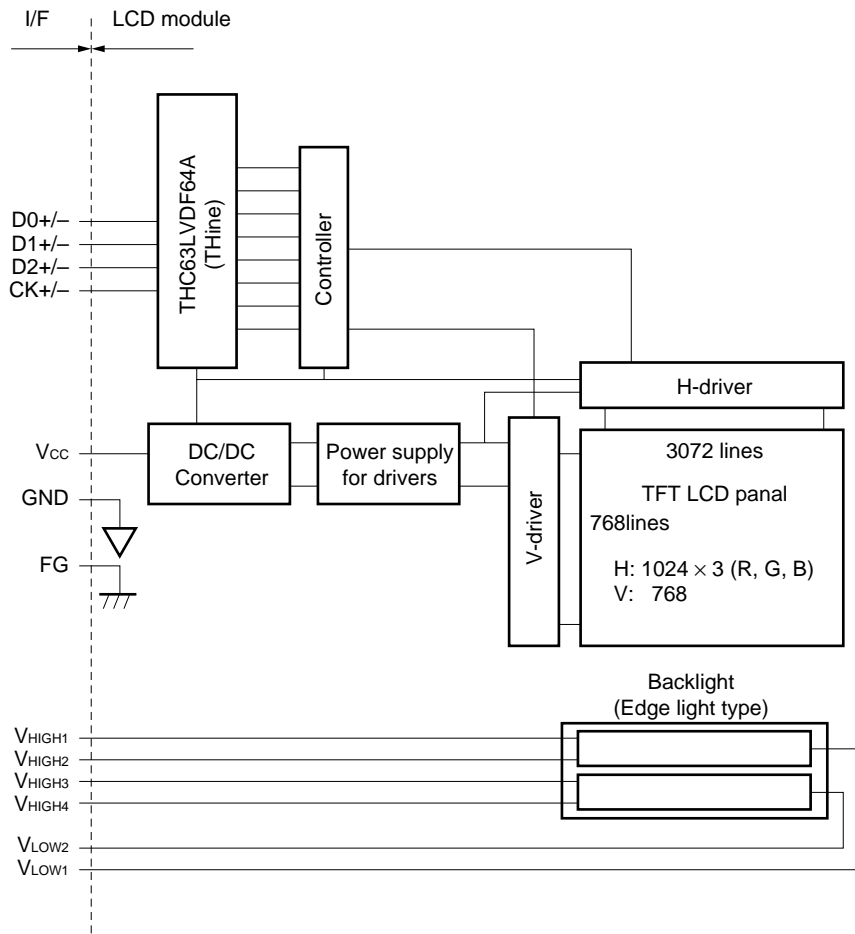 I/F
LCD module
THC63LVDF64A
(THine)
Controller
D0+/–
D1+/–
D2+/–
CK+/–
H-driver
VCC
DC/DC
Converter
Power supply
for drivers
V-driver
3072 lines
TFT LCD panal
768lines
H: 1024 × 3 (R, G, B)
V: 768
GND
FG
Backlight
(Edge light type)
VHIGH1
VHIGH2
VHIGH3
VHIGH4
VLOW2
VLOW1